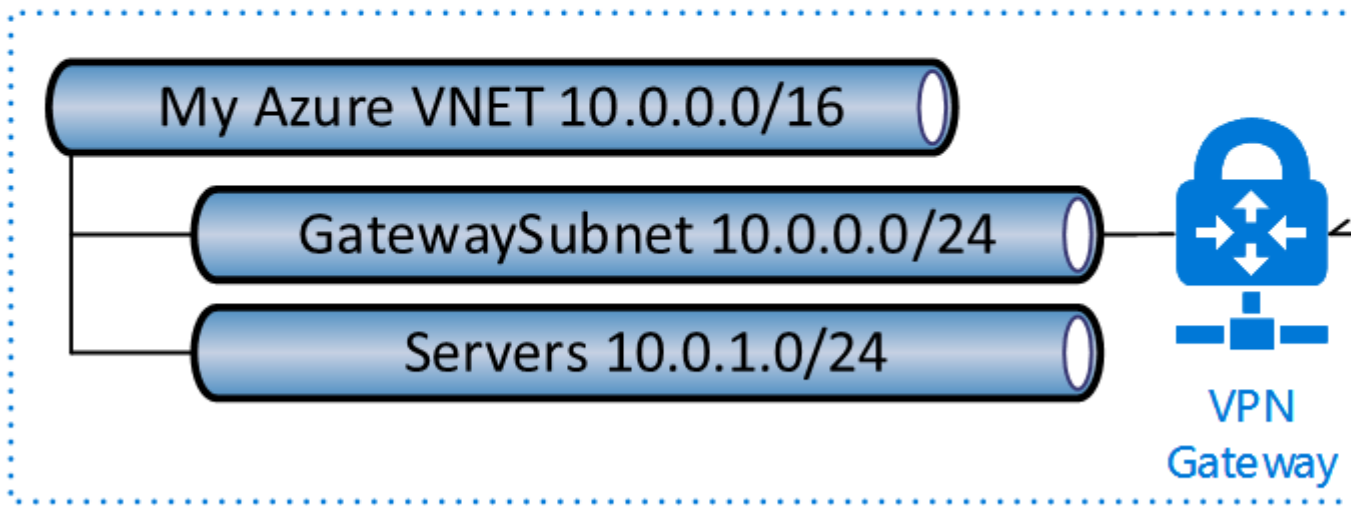 My Azure VNET 10.0.0.0/16
GatewaySubnet 10.0.0.0/24
Servers 10.0.1.0/24
VPN
Gateway